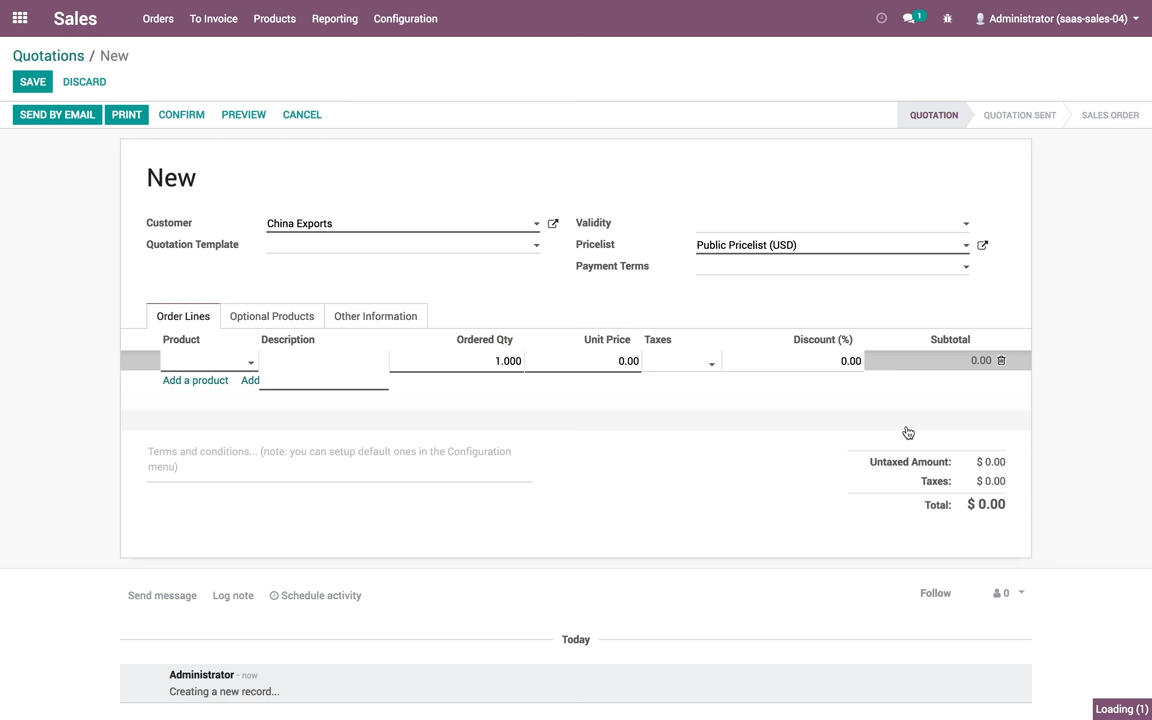 Sales Orders To Invoice Products Reporting Configuration 1 Administrator (saas-sales-04)
Quotations / New
SAVE DISCARD
SEND BY EMAIL PRINT CONFIRM PREVIEW CANCEL QUOTATION QUOTATION SENT SALES ORDER
New
Customer China Exports Validity
Quotation Template Pricelist Public Pricelist (USD)
Payment Terms
Order Lines Optional Products Other Information
Product Description Ordered Qty Unit Price Taxes Discount (%) Subtotal
1.000 0.00 0.00 0.00
Add a product Add
Terms and conditions... (note: you can setup default ones in the Configuration
menu)
Untaxed Amount: $ 0.00
Taxes: $ 0.00
Total: $ 0.00
Send message Log note Schedule activity Follow 0
Today
Administrator - now
Creating a new record...
Loading (1)